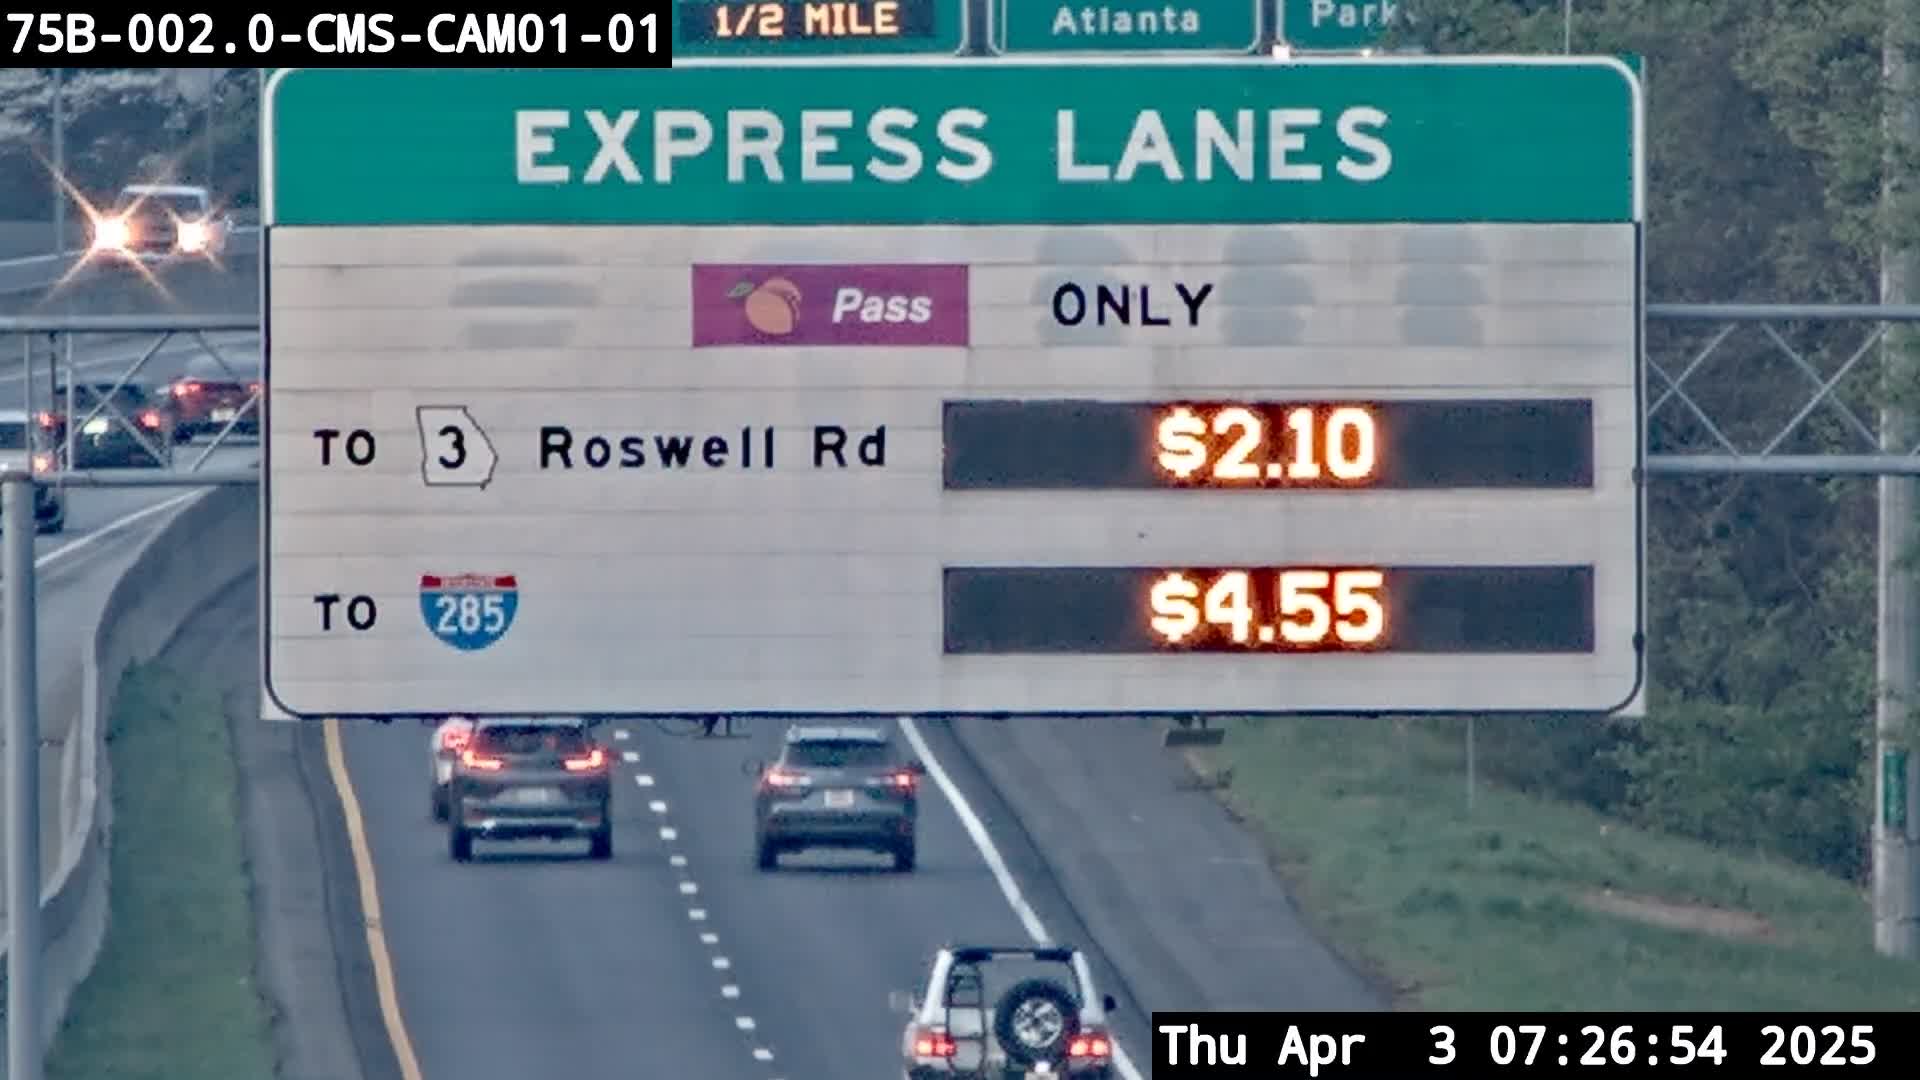 75B-002.0-CMS-CAM01-01
1/2 MILE
Atlanta
Park
EXPRESS LANES
Pass ONLY
TO 3 Roswell Rd $2.10
TO 285 $4.55
Thu Apr 3 07:26:54 2025